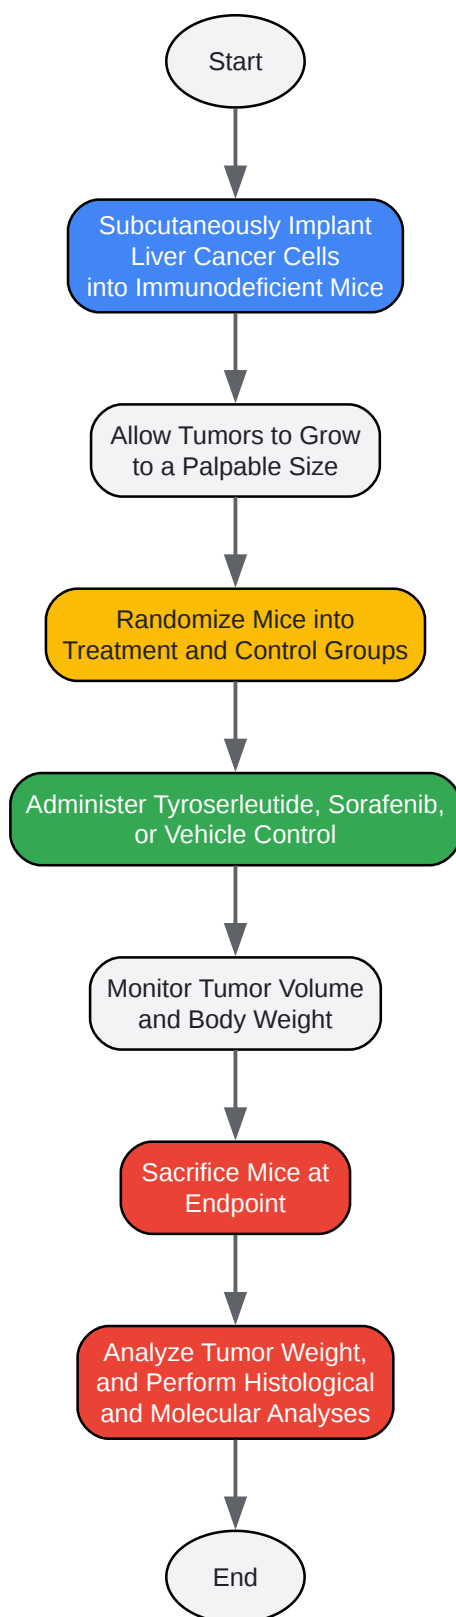 Start
Subcutaneously Implant
Liver Cancer Cells
into Immunodeficient Mice
Allow Tumors to Grow
to a Palpable Size
Randomize Mice into
Treatment and Control Groups
Administer Tyroserleutide, Sorafenib,
or Vehicle Control
Monitor Tumor Volume
and Body Weight
Sacrifice Mice at
Endpoint
Analyze Tumor Weight,
and Perform Histological
and Molecular Analyses
End